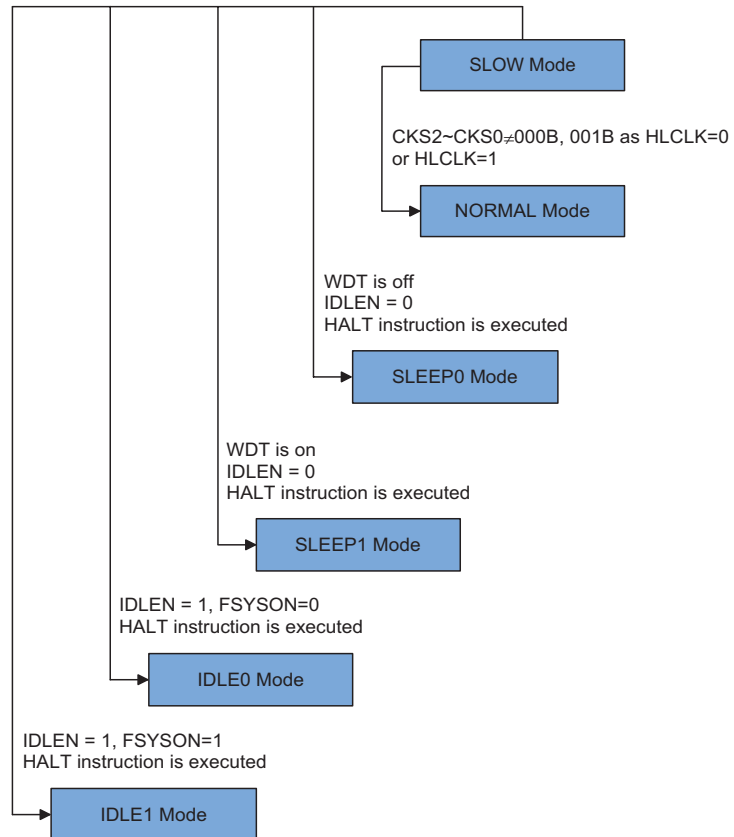 SLOW Mode
CKS2~CKS0≠000B, 001B as HLCLK=0
or HLCLK=1
NORMAL Mode
WDT is off
IDLEN = 0
HALT instruction is executed
SLEEP0 Mode
WDT is on
IDLEN = 0
HALT instruction is executed
SLEEP1 Mode
IDLEN = 1, FSYSON=0
HALT instruction is executed
IDLE0 Mode
IDLEN = 1, FSYSON=1
HALT instruction is executed
IDLE1 Mode